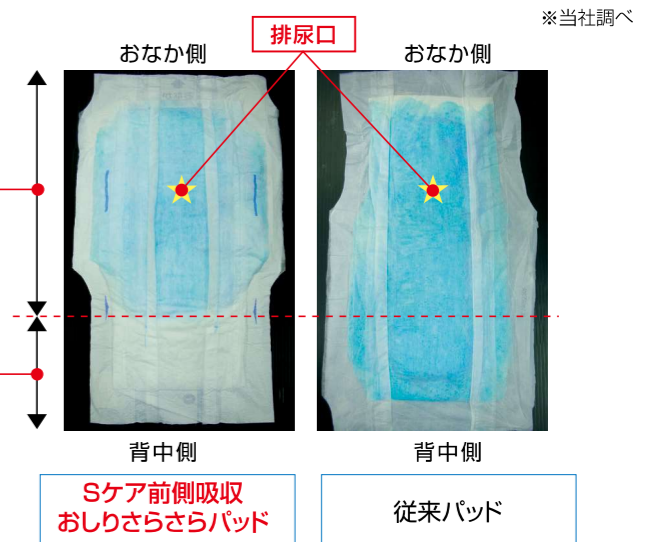 ※当社調べ
排尿口
おなか側
おなか側
背中側
背中側
Sケア前側吸収
おしりさらさらパッド
従来パッド